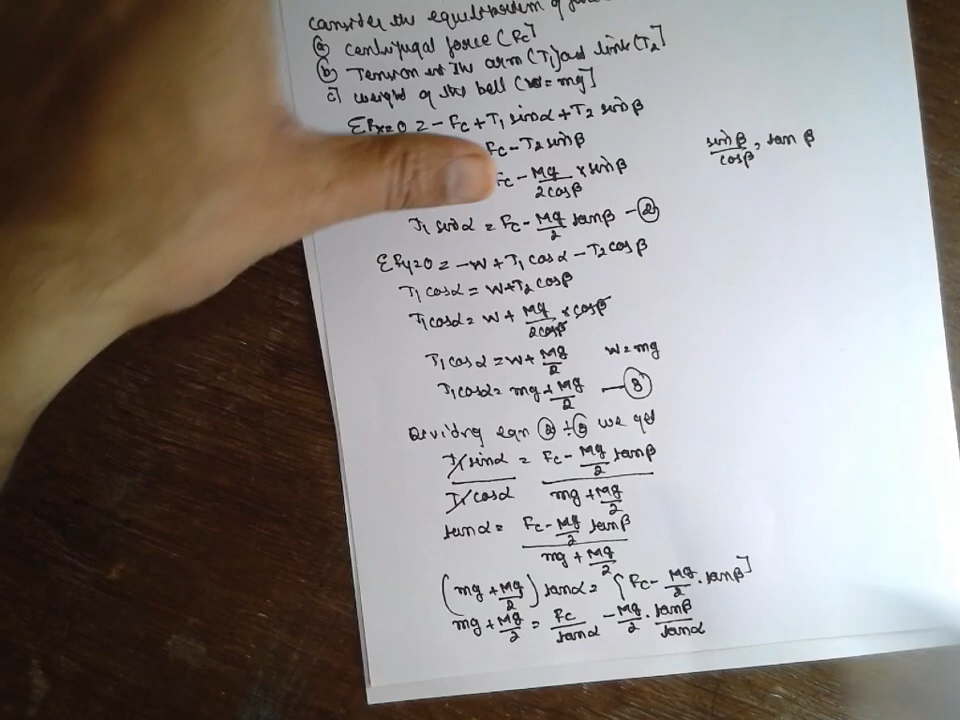 consider the equilibrium of
(a) centrifugal force (Fc]
(b) Tension in the arm (T1) and link (T2]
c] weight of the ball (w = mg]
ΣFx=0 = -Fc + T1 sinα + T2 sinβ
Fc - T2 sinβ
sinβ/cosβ, tan β
Fc - Mg/2cosβ × sinβ
T1 sinα = Fc - Mg/2 tanβ - (2)
ΣFy=0 = -W + T1 cosα - T2 cosβ
T1 cosα = W+T2 cosβ
T1 cosα = W + Mg/2cosβ × cosβ
T1 cosα = W + Mg/2 W = mg
T1 cosα = mg + Mg/2 — (3)
Dividing eqn (2) ÷ (3) we get
T1 sinα / T1 cosα = (Fc - Mg/2 tanβ) / (mg + Mg/2)
tanα = (Fc - Mg/2 tanβ) / (mg + Mg/2)
(mg + Mg/2) tanα = [Fc - Mg/2 . tanβ]
mg + Mg/2 = Fc/tanα - Mg/2 . tanβ/tanα